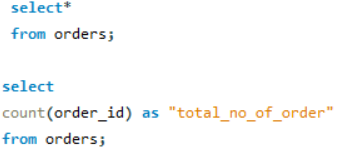 select*
from orders;
select
count(order_id) as "total_no_of_order"
from orders;